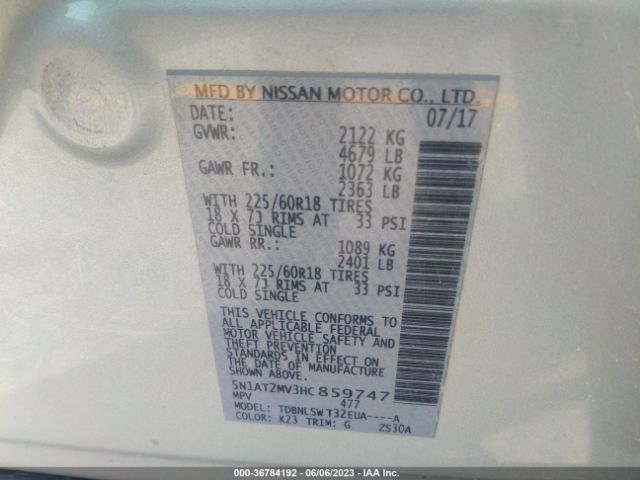 MFD BY NISSAN MOTOR CO., LTD.
DATE: 07/17
GVWR: 2122 KG
4679 LB
GAWR FR.: 1072 KG
2363 LB
WITH 225/60R18 TIRES
18 X 7J RIMS AT 33 PSI
COLD SINGLE
GAWR RR.: 1089 KG
2401 LB
WITH 225/60R18 TIRES
18 X 7J RIMS AT 33 PSI
COLD SINGLE
THIS VEHICLE CONFORMS TO
ALL APPLICABLE FEDERAL
MOTOR VEHICLE SAFETY AND
THEFT PREVENTION
STANDARDS IN EFFECT ON
THE DATE OF MANUFACTURE
SHOWN ABOVE.
5N1AT2MV3HC859747
MPV 477
MODEL: TDBNLSW T32EUA----A
COLOR: K23 TRIM: G ZS30A
000-36784192 - 06/06/2023 - IAA Inc.